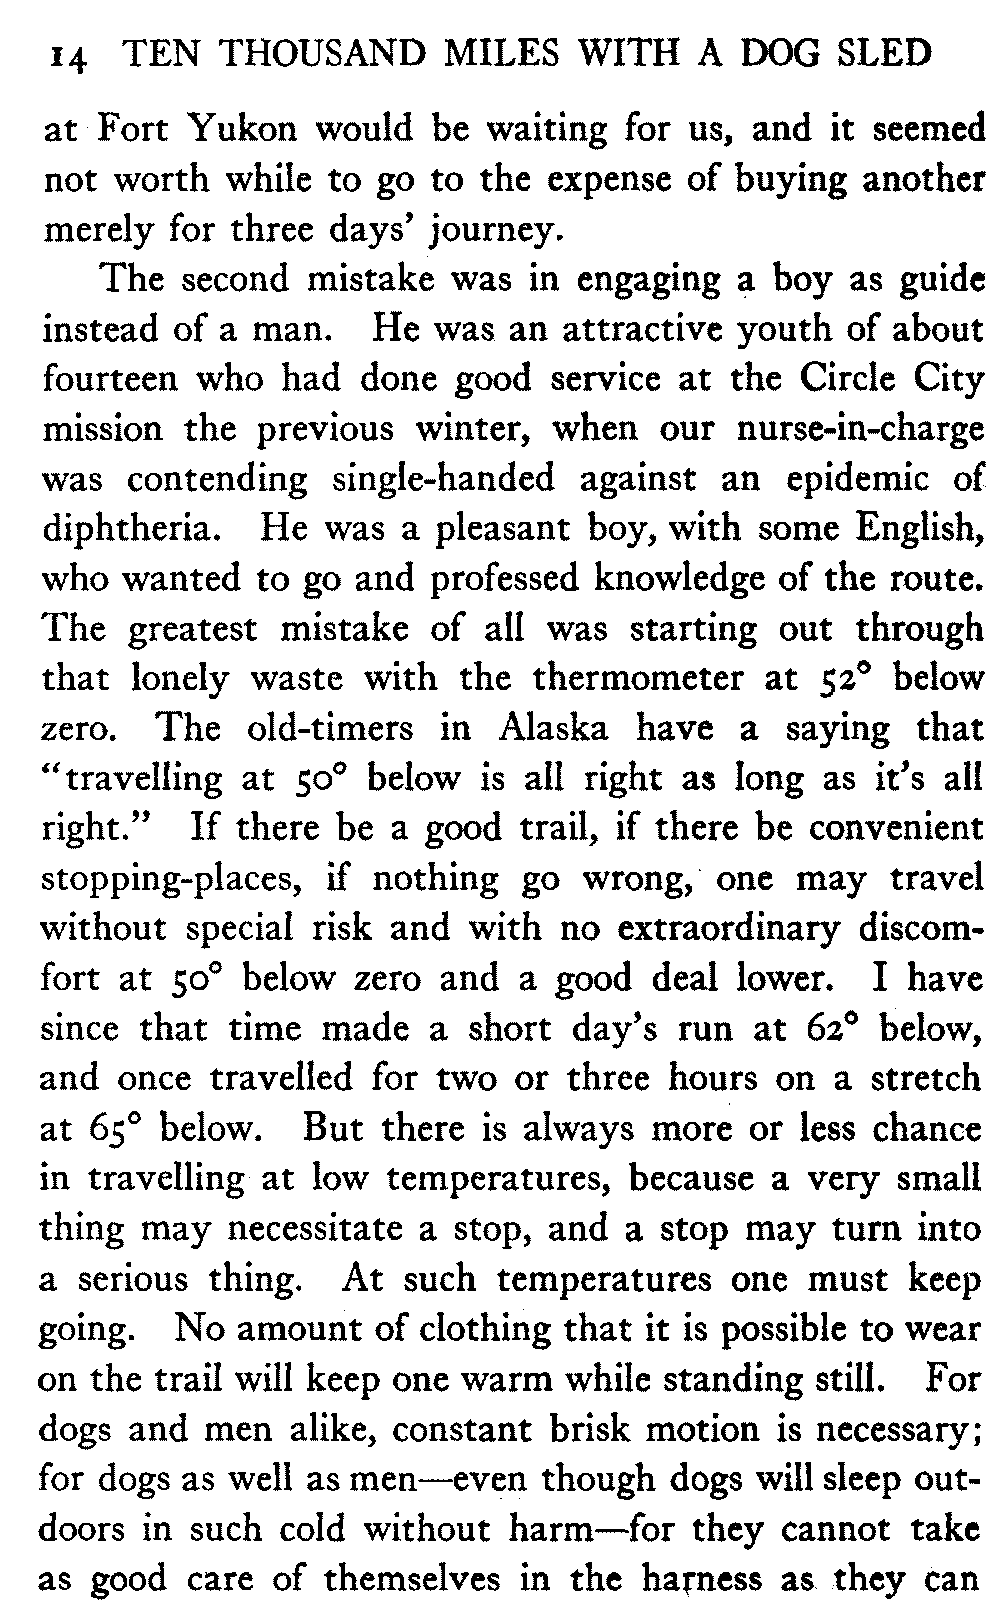 14 TEN THOUSAND MILES WITH A DOG SLED
at Fort Yukon would be waiting for us, and it seemed
not worth while to go to the expense of buying another
merely for three days' journey.
The second mistake was in engaging a boy as guide
instead of a man. He was an attractive youth of about
fourteen who had done good service at the Circle City
mission the previous winter, when our nurse-in-charge
was contending single-handed against an epidemic of
diphtheria. He was a pleasant boy, with some English,
who wanted to go and professed knowledge of the route.
The greatest mistake of all was starting out through
that lonely waste with the thermometer at 52° below
zero. The old-timers in Alaska have a saying that
"travelling at 50° below is all right as long as it's all
right." If there be a good trail, if there be convenient
stopping-places, if nothing go wrong, one may travel
without special risk and with no extraordinary discom-
fort at 50° below zero and a good deal lower. I have
since that time made a short day's run at 62° below,
and once travelled for two or three hours on a stretch
at 65° below. But there is always more or less chance
in travelling at low temperatures, because a very small
thing may necessitate a stop, and a stop may turn into
a serious thing. At such temperatures one must keep
going. No amount of clothing that it is possible to wear
on the trail will keep one warm while standing still. For
dogs and men alike, constant brisk motion is necessary;
for dogs as well as men—even though dogs will sleep out-
doors in such cold without harm—for they cannot take
as good care of themselves in the harness as they can